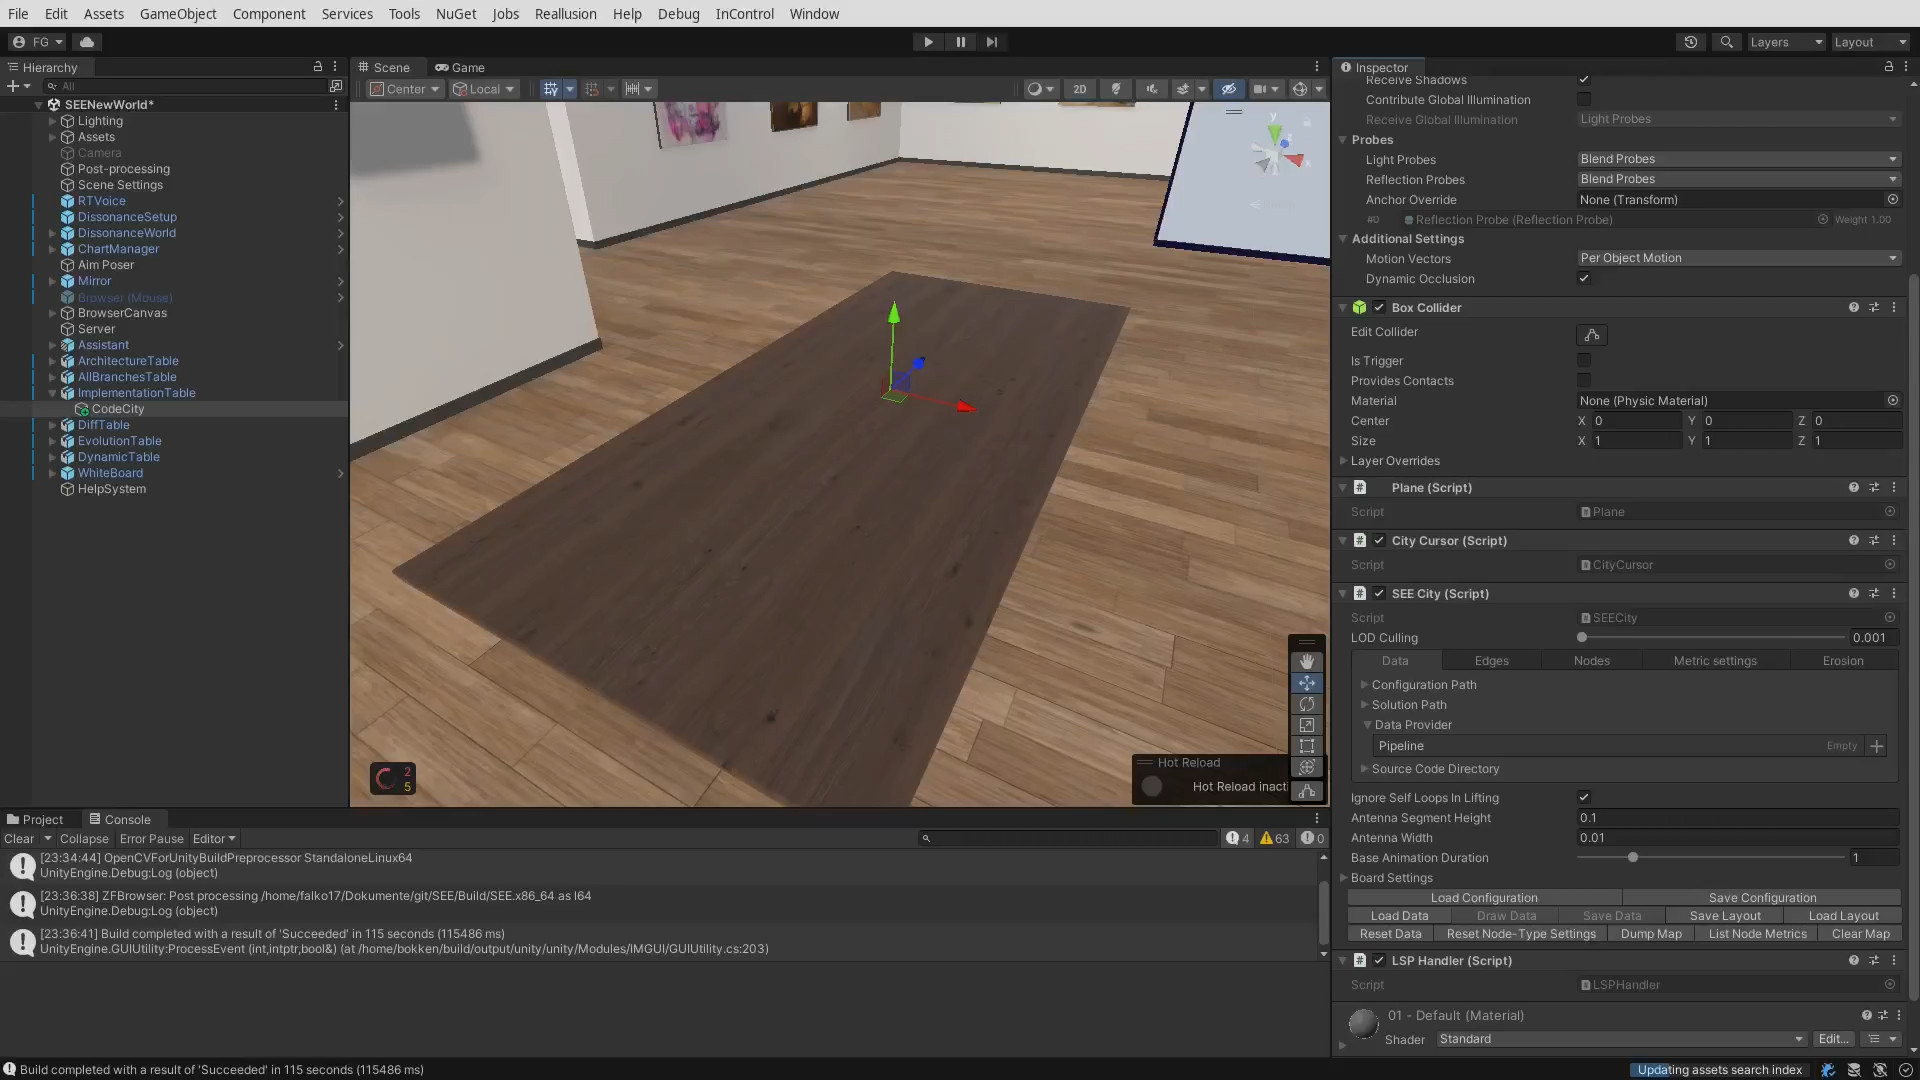 File Edit Assets GameObject Component Services Tools NuGet Jobs Reallusion Help Debug InControl Window
FG Layers Layout
Hierarchy
All
SEENewWorld*
Lighting
Assets
Camera
Post-processing
Scene Settings
RTVoice
DissonanceSetup
DissonanceWorld
ChartManager
Aim Poser
Mirror
Browser (Mouse)
BrowserCanvas
Server
Assistant
ArchitectureTable
AllBranchesTable
ImplementationTable
CodeCity
DiffTable
EvolutionTable
DynamicTable
WhiteBoard
HelpSystem
Scene Game
Center Local 2D
y
z
2
5
Hot Reload
Hot Reload inacti
Inspector
Receive Shadows
Contribute Global Illumination
Receive Global Illumination Light Probes
Probes
Light Probes Blend Probes
Reflection Probes Blend Probes
Anchor Override None (Transform)
#0 Reflection Probe (Reflection Probe) Weight 1.00
Additional Settings
Motion Vectors Per Object Motion
Dynamic Occlusion
Box Collider
Edit Collider
Is Trigger
Provides Contacts
Material None (Physic Material)
Center X 0 Y 0 Z 0
Size X 1 Y 1 Z 1
Layer Overrides
# Plane (Script)
Script Plane
# City Cursor (Script)
Script CityCursor
# SEE City (Script)
Script SEECity
LOD Culling 0.001
Data Edges Nodes Metric settings Erosion
Configuration Path
Solution Path
Data Provider
Pipeline Empty
Source Code Directory
Ignore Self Loops In Lifting
Antenna Segment Height 0.1
Antenna Width 0.01
Base Animation Duration 1
Board Settings
Load Configuration Save Configuration
Load Data Draw Data Save Data Save Layout Load Layout
Reset Data Reset Node-Type Settings Dump Map List Node Metrics Clear Map
# LSP Handler (Script)
Script LSPHandler
01 - Default (Material)
Shader Standard Edit...
Project Console
Clear Collapse Error Pause Editor 4 63 0
[23:34:44] OpenCVForUnityBuildPreprocessor StandaloneLinux64
UnityEngine.Debug:Log (object)
[23:36:38] ZFBrowser: Post processing /home/falko17/Dokumente/git/SEE/Build/SEE.x86_64 as l64
UnityEngine.Debug:Log (object)
[23:36:41] Build completed with a result of 'Succeeded' in 115 seconds (115486 ms)
UnityEngine.GUIUtility:ProcessEvent (int,intptr,bool&) (at /home/bokken/build/output/unity/unity/Modules/IMGUI/GUIUtility.cs:203)
Build completed with a result of 'Succeeded' in 115 seconds (115486 ms) Updating assets search index